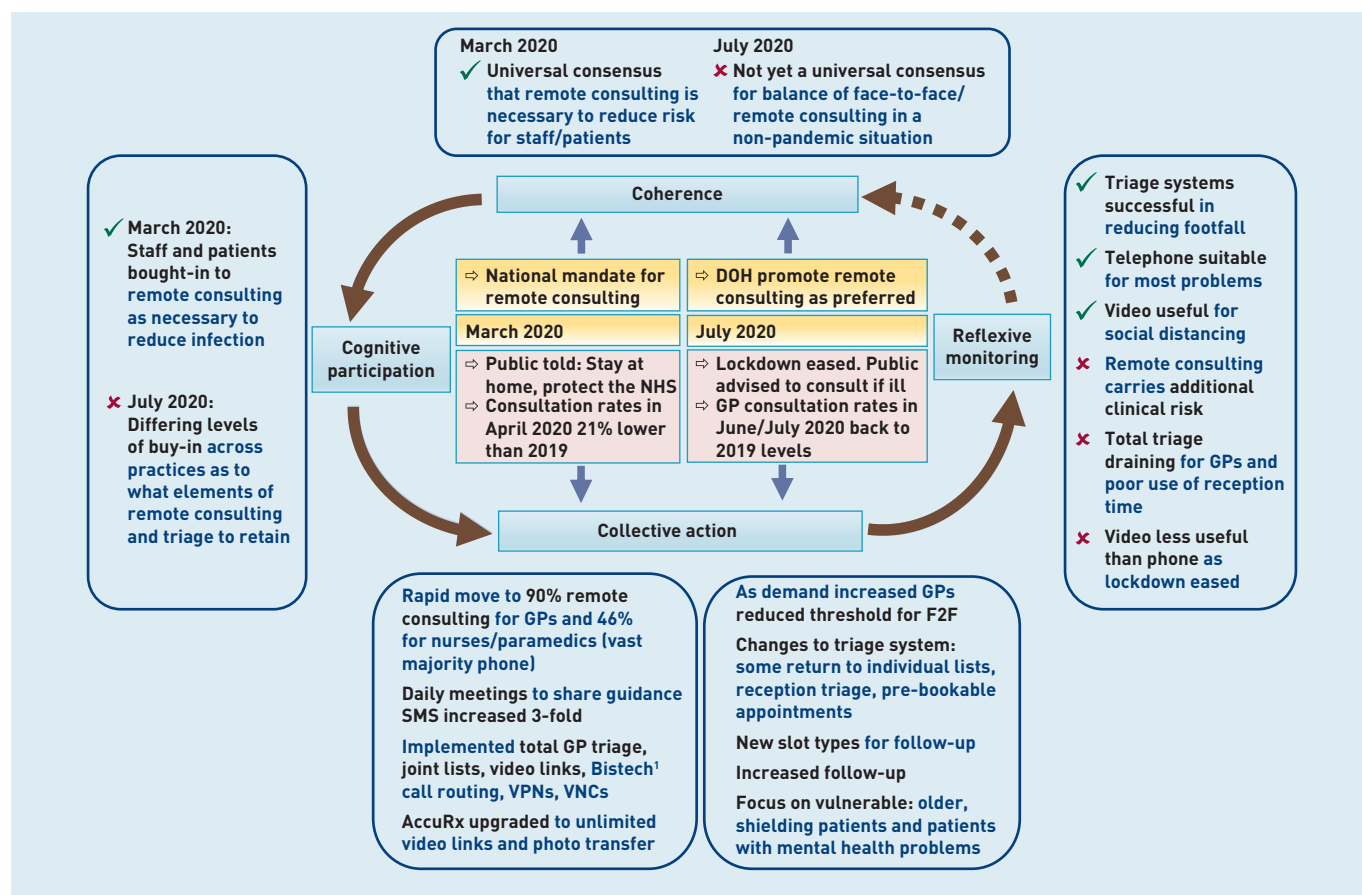 March 2020
✓ Universal consensus
that remote consulting is
necessary to reduce risk
for staff/patients
July 2020
✘ Not yet a universal consensus
for balance of face-to-face/
remote consulting in a
non-pandemic situation
Coherence
✓ March 2020:
Staff and patients
bought-in to
remote consulting
as necessary to
reduce infection
✘ July 2020:
Differing levels
of buy-in across
practices as to
what elements of
remote consulting
and triage to retain
Cognitive
participation
⇨ National mandate for
remote consulting
March 2020
⇨ Public told: Stay at
home, protect the NHS
⇨ Consultation rates in
April 2020 21% lower
than 2019
⇨ DOH promote remote
consulting as preferred
July 2020
⇨ Lockdown eased. Public
advised to consult if ill
⇨ GP consultation rates in
June/July 2020 back to
2019 levels
Reflexive
monitoring
✓ Triage systems
successful in
reducing footfall
✓ Telephone suitable
for most problems
✓ Video useful for
social distancing
✘ Remote consulting
carries additional
clinical risk
✘ Total triage
draining for GPs and
poor use of reception
time
✘ Video less useful
than phone as
lockdown eased
Collective action
Rapid move to 90% remote
consulting for GPs and 46%
for nurses/paramedics (vast
majority phone)
Daily meetings to share guidance
SMS increased 3-fold
Implemented total GP triage,
joint lists, video links, Bistech¹
call routing, VPNs, VNCs
AccuRx upgraded to unlimited
video links and photo transfer
As demand increased GPs
reduced threshold for F2F
Changes to triage system:
some return to individual lists,
reception triage, pre-bookable
appointments
New slot types for follow-up
Increased follow-up
Focus on vulnerable: older,
shielding patients and patients
with mental health problems